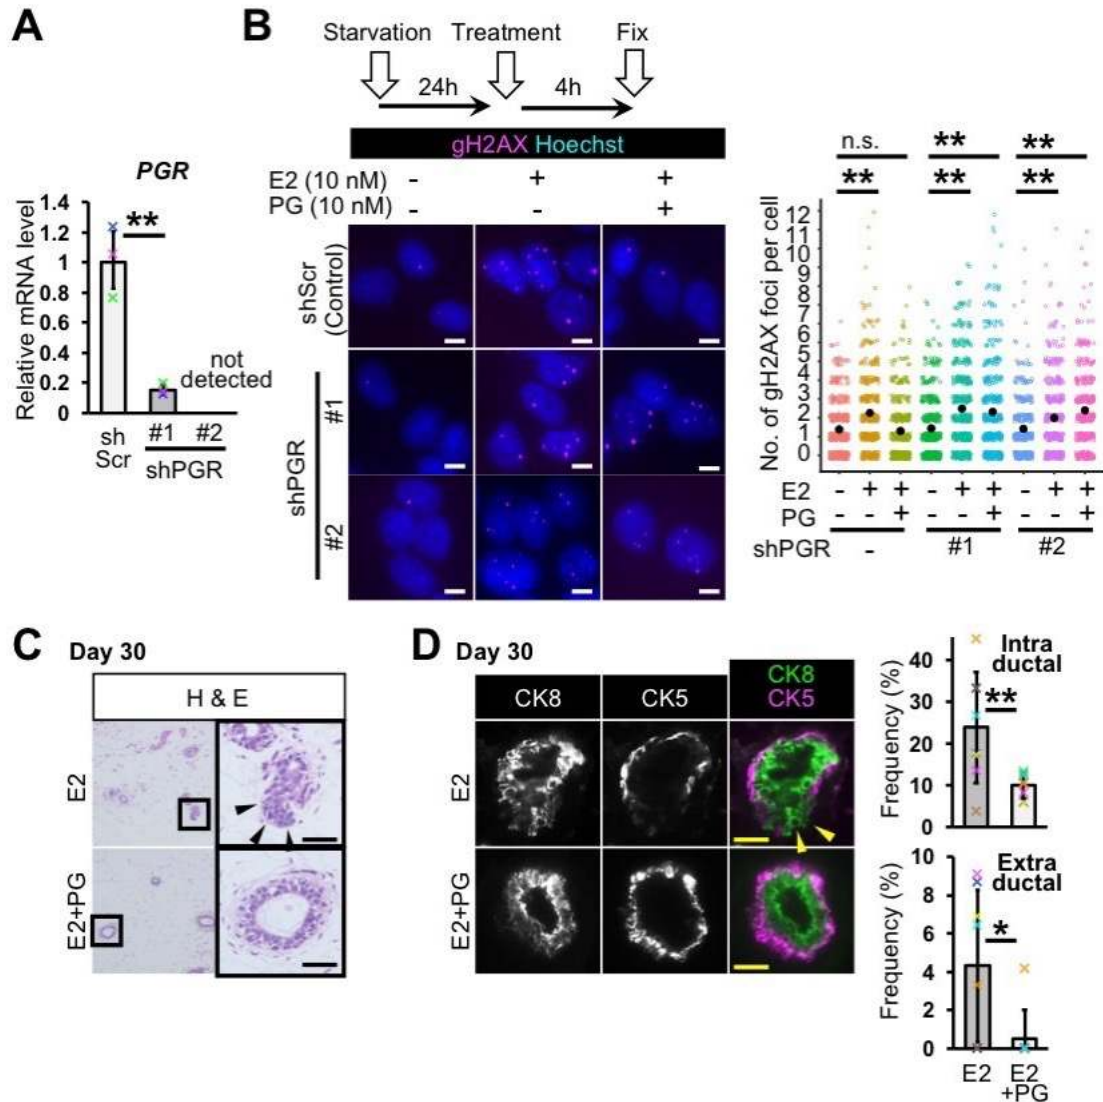 A
PGR
Relative mRNA level
1.4
1.2
1
0.8
0.6
0.4
0.2
0
**
not
detected
sh
Scr
#1 #2
shPGR
B
Starvation Treatment Fix
24h 4h
gH2AX Hoechst
E2 (10 nM) - + +
PG (10 nM) - - +
shScr
(Control)
shPGR
#1
#2
n.s. ** **
** ** **
No. of gH2AX foci per cell
12
11
10
9
8
7
6
5
4
3
2
1
0
E2 - + + - + + - + +
PG - - + - - + - - +
shPGR - #1 #2
C Day 30
H & E
E2
E2+PG
D Day 30
CK8 CK5 CK8
CK5
E2
E2+PG
Intra
ductal
Frequency (%)
40
30
20
10
0
**
Extra
ductal
Frequency (%)
10
8
6
4
2
0
*
E2 E2
+PG